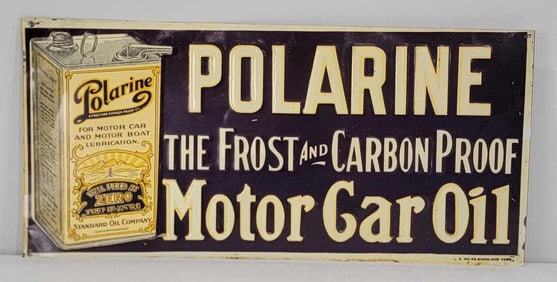 Polarine
FOR MOTOR CAR
AND MOTOR BOAT
LUBRICATION.
ZERO
STANDARD OIL COMPANY
POLARINE
THE FROST AND CARBON PROOF
Motor Car Oil